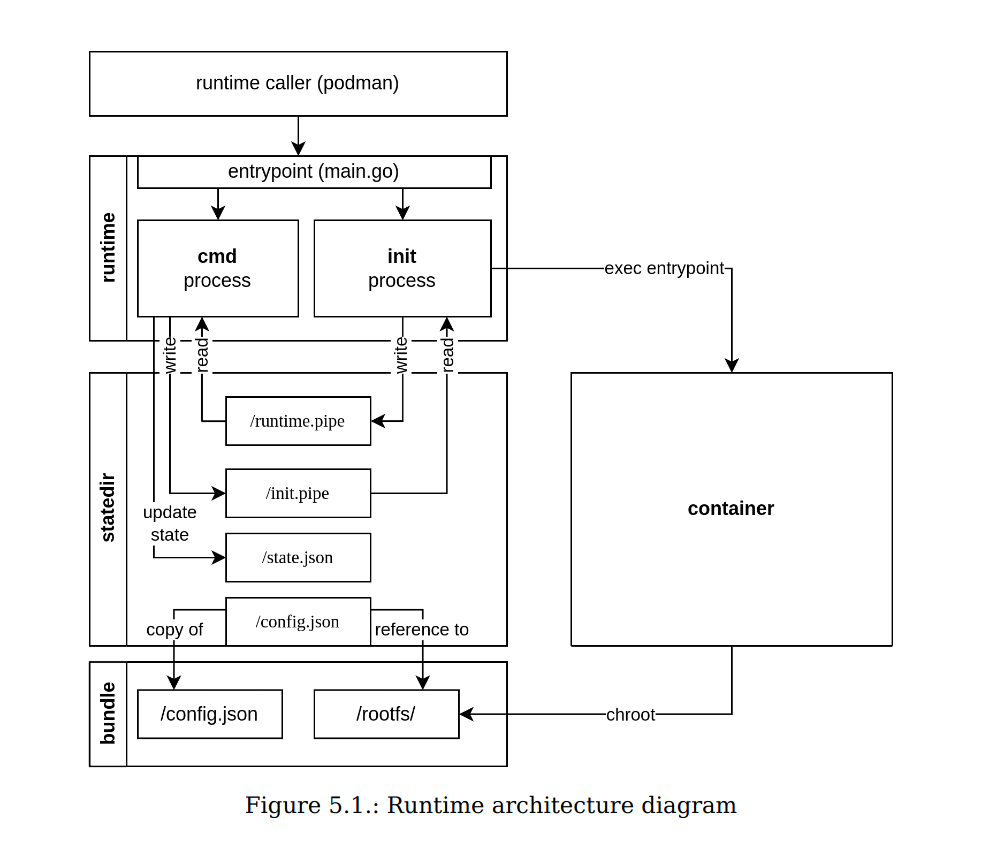 runtime caller (podman)
runtime
entrypoint (main.go)
cmd
process
init
process
exec entrypoint
write
read
write
read
statedir
/runtime.pipe
/init.pipe
update
state
/state.json
/config.json
copy of
reference to
container
bundle
/config.json
/rootfs/
chroot
Figure 5.1.: Runtime architecture diagram